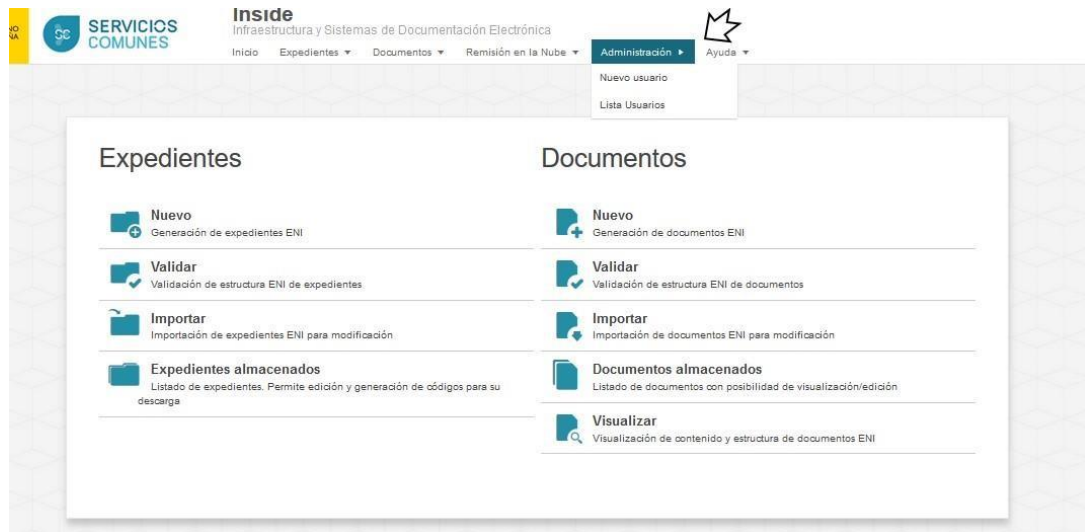 NO
NA
SC
SERVICIOS
COMUNES
Inside
Infraestructura y Sistemas de Documentación Electrónica
Inicio Expedientes Documentos Remisión en la Nube Administración Ayuda
Nuevo usuario
Lista Usuarios
Expedientes
Nuevo
Generación de expedientes ENI
Validar
Validación de estructura ENI de expedientes
Importar
Importación de expedientes ENI para modificación
Expedientes almacenados
Listado de expedientes. Permite edición y generación de códigos para su
descarga
Documentos
Nuevo
Generación de documentos ENI
Validar
Validación de estructura ENI de documentos
Importar
Importación de documentos ENI para modificación
Documentos almacenados
Listado de documentos con posibilidad de visualización/edición
Visualizar
Visualización de contenido y estructura de documentos ENI